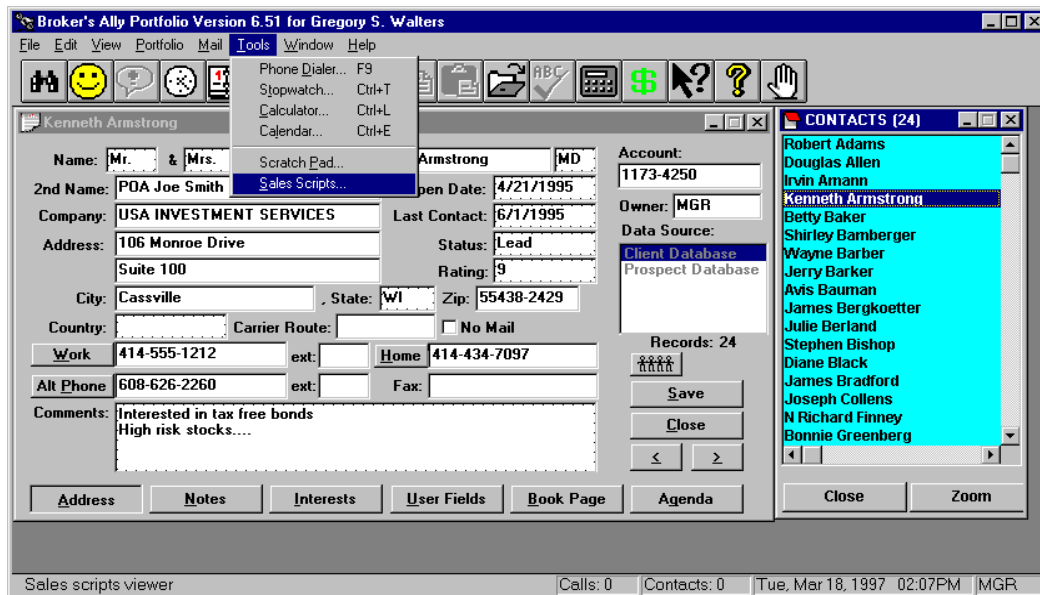 Broker's Ally Portfolio Version 6.51 for Gregory S. Walters
File Edit View Portfolio Mail Tools Window Help
Phone Dialer... F9
Stopwatch... Ctrl+T
Calculator... Ctrl+L
Calendar... Ctrl+E
Scratch Pad...
Sales Scripts...
ABC
Kenneth Armstrong
Name: Mr. & Mrs. Armstrong MD
2nd Name: POA Joe Smith pen Date: 4/21/1995
Company: USA INVESTMENT SERVICES Last Contact: 6/1/1995
Address: 106 Monroe Drive Status: Lead
Suite 100 Rating: 9
City: Cassville , State: WI Zip: 55438-2429
Country: Carrier Route: No Mail
Work 414-555-1212 ext: Home 414-434-7097
Alt Phone 608-626-2260 ext: Fax:
Comments: Interested in tax free bonds
High risk stocks....
Address Notes Interests User Fields Book Page Agenda
Account:
1173-4250
Owner: MGR
Data Source:
Client Database
Prospect Database
Records: 24
Save
Close
< >
CONTACTS (24)
Robert Adams
Douglas Allen
Irvin Amann
Kenneth Armstrong
Betty Baker
Shirley Bamberger
Wayne Barber
Jerry Barker
Avis Bauman
James Bergkoetter
Julie Berland
Stephen Bishop
Diane Black
James Bradford
Joseph Collens
N Richard Finney
Bonnie Greenberg
Close Zoom
Sales scripts viewer Calls: 0 Contacts: 0 Tue, Mar 18, 1997 02:07PM MGR